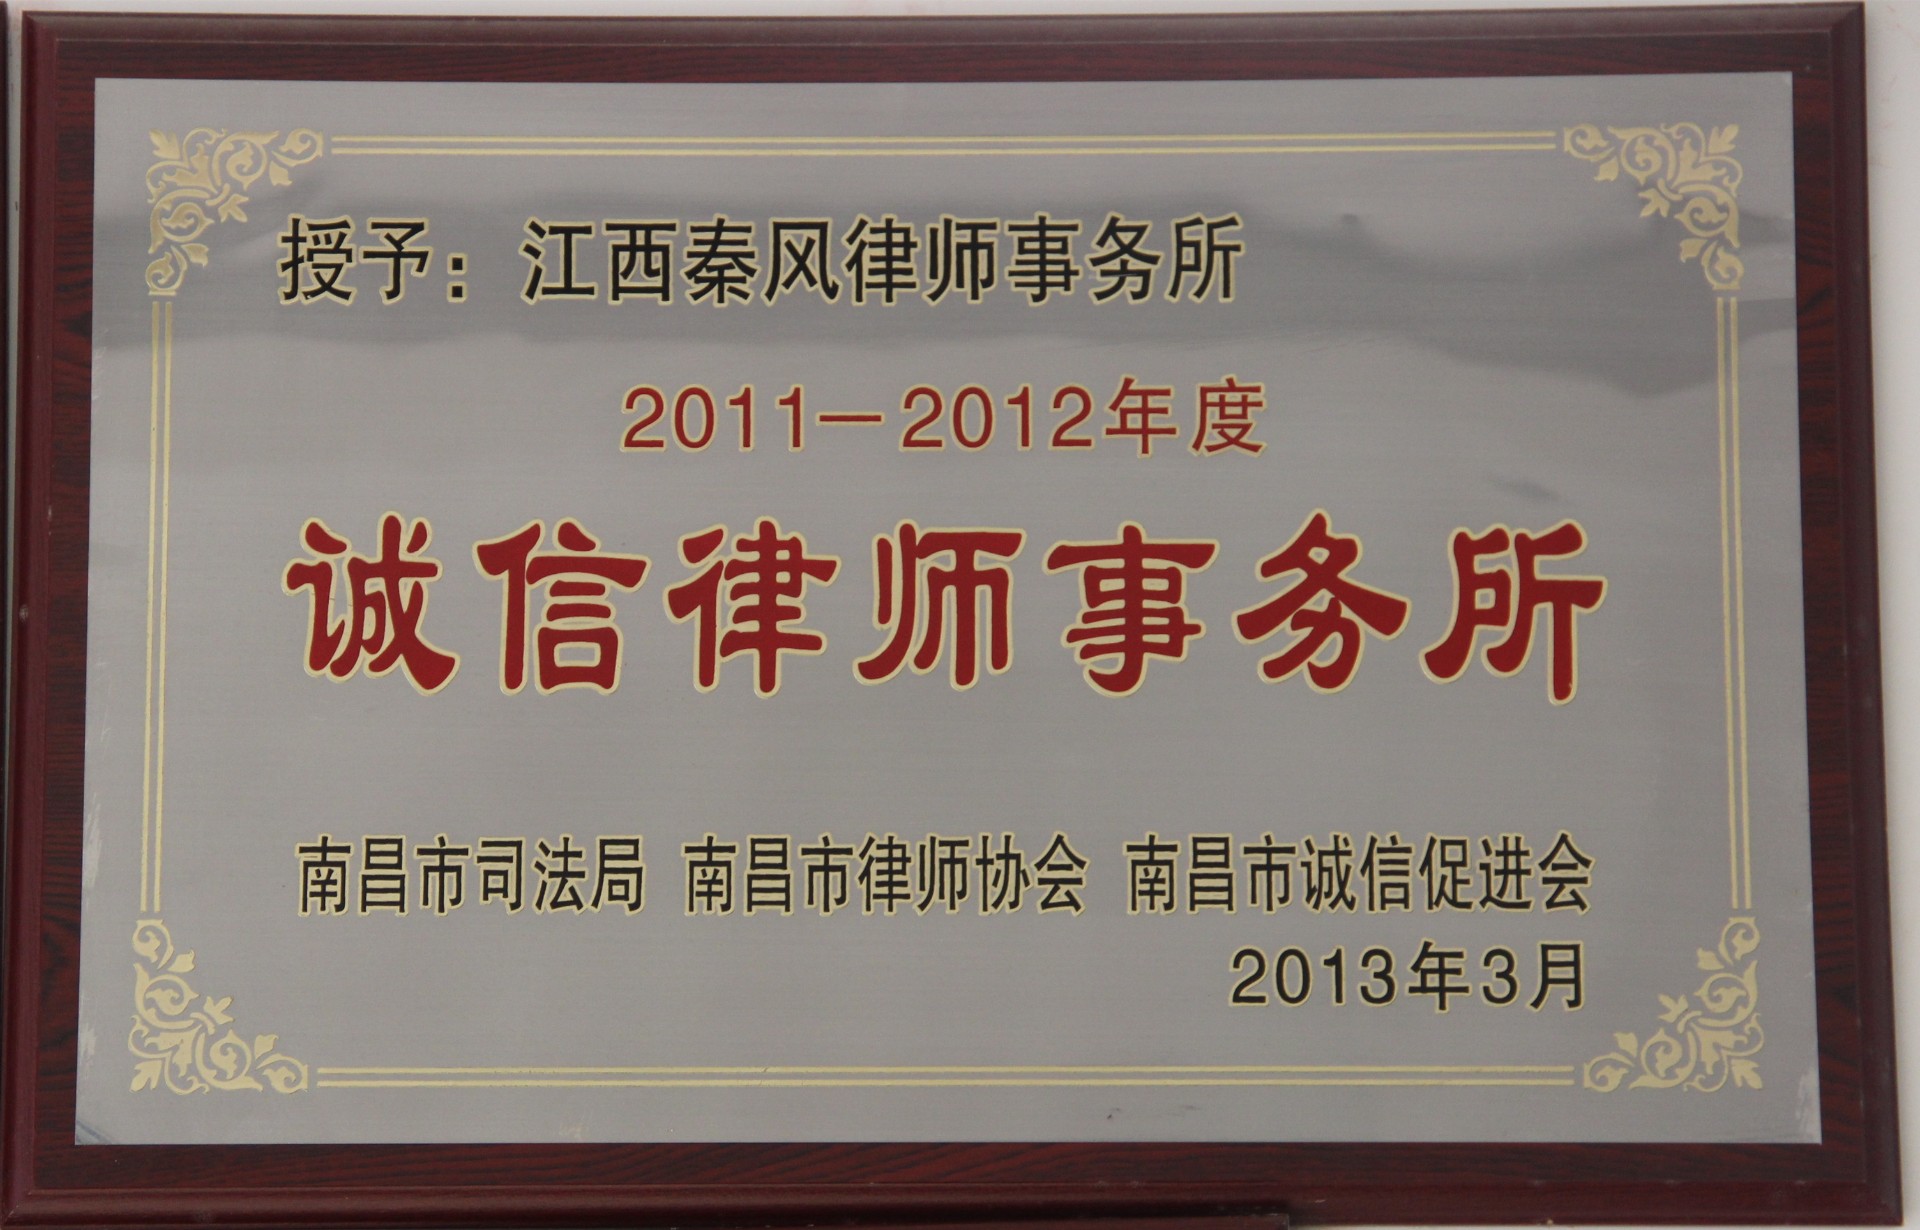 授予：江西秦风律师事务所
2011—2012年度
诚信律师事务所
南昌市司法局 南昌市律师协会 南昌市诚信促进会
2013年3月